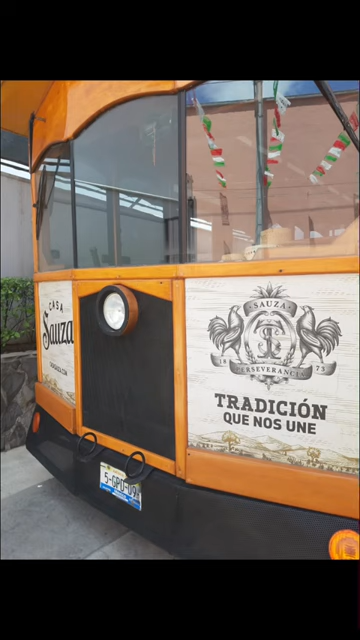 CASA
Sauza
SAUZA
PERSEVERANCIA
18 73
TRADICIÓN
QUE NOS UNE